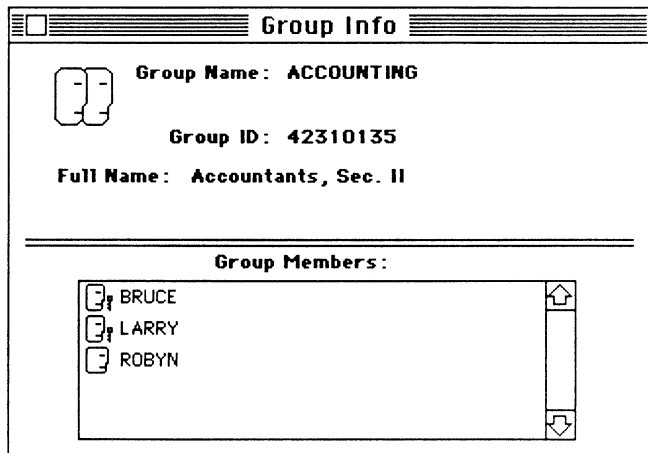 Group Info
Group Name: ACCOUNTING
Group ID: 42310135
Full Name: Accountants, Sec. II
Group Members:
BRUCE
LARRY
ROBYN